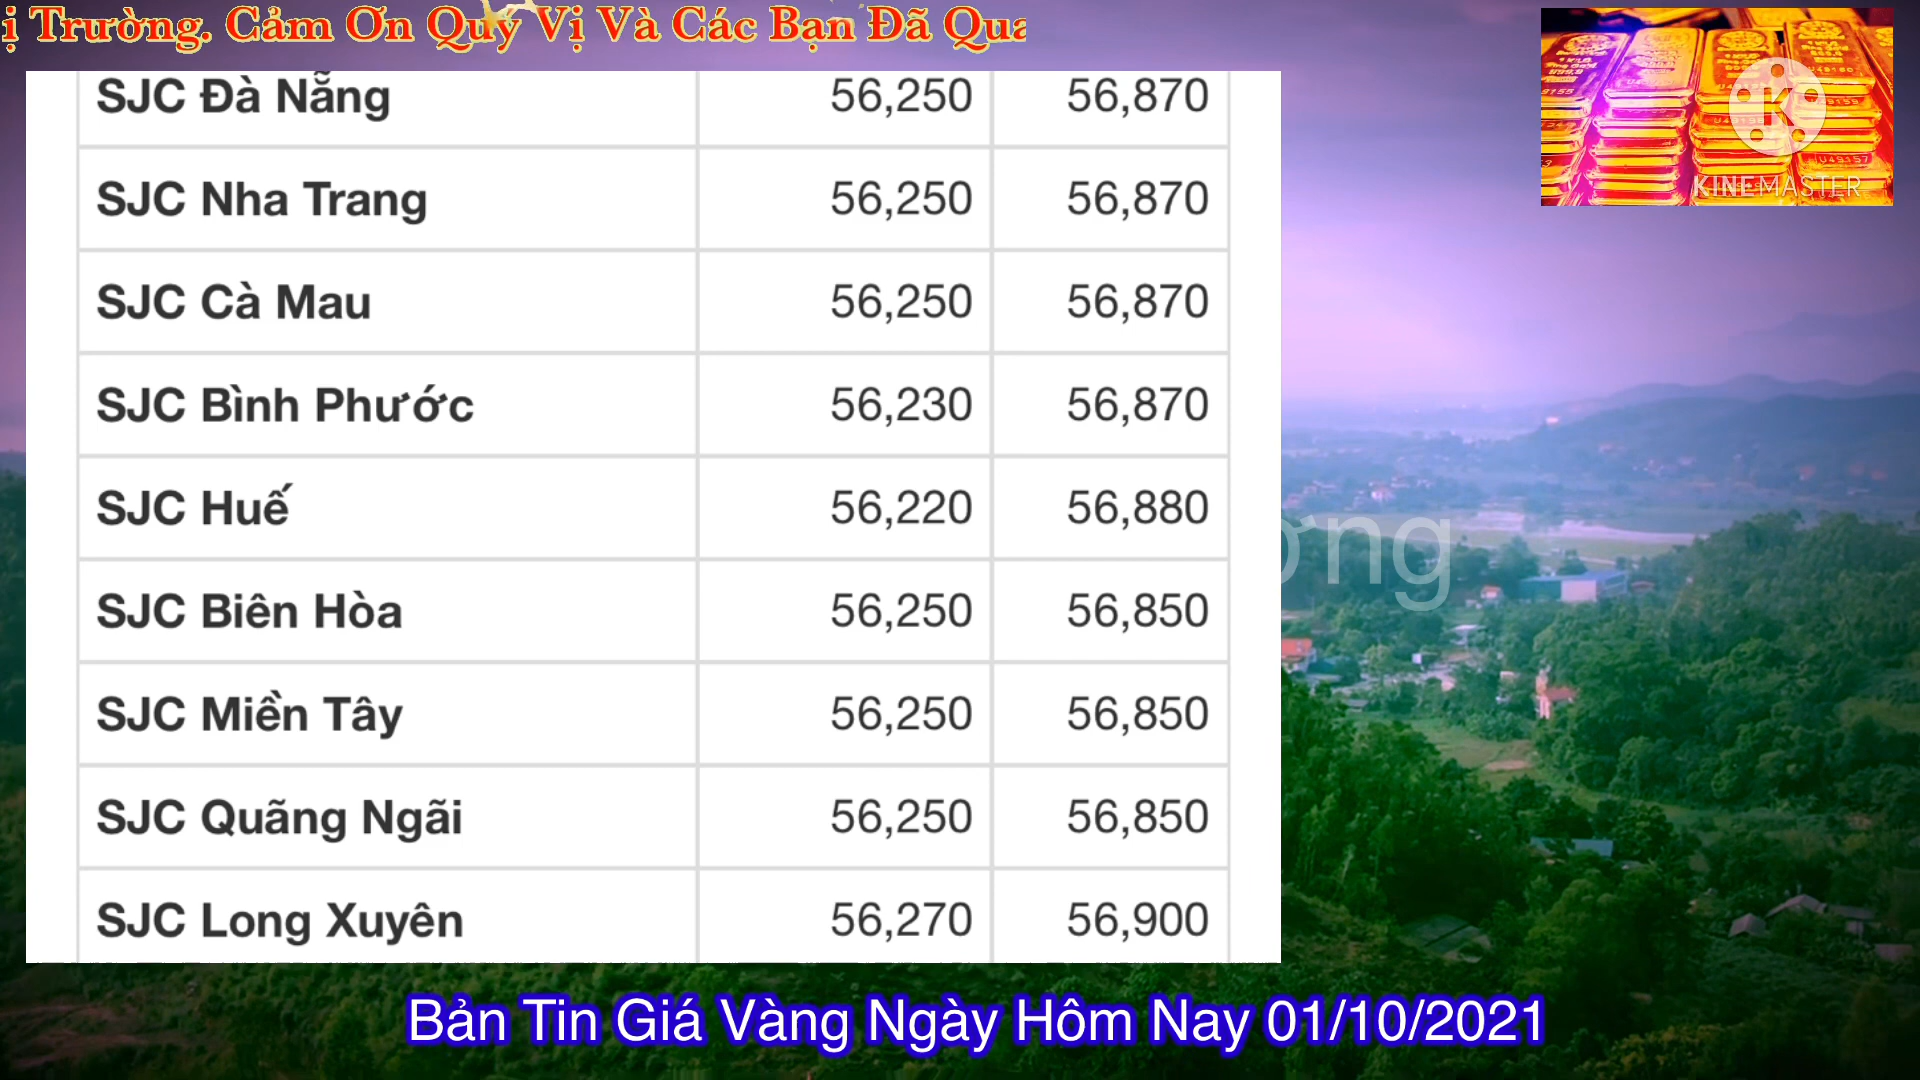 ị Trường. Cảm Ơn Quý Vị Và Các Bạn Đã Qua
SJC Đà Nẵng 56,250 56,870
SJC Nha Trang 56,250 56,870
SJC Cà Mau 56,250 56,870
SJC Bình Phước 56,230 56,870
SJC Huế 56,220 56,880
SJC Biên Hòa 56,250 56,850
SJC Miền Tây 56,250 56,850
SJC Quãng Ngãi 56,250 56,850
SJC Long Xuyên 56,270 56,900
ơng
K
KINEMASTER
Bản Tin Giá Vàng Ngày Hôm Nay 01/10/2021